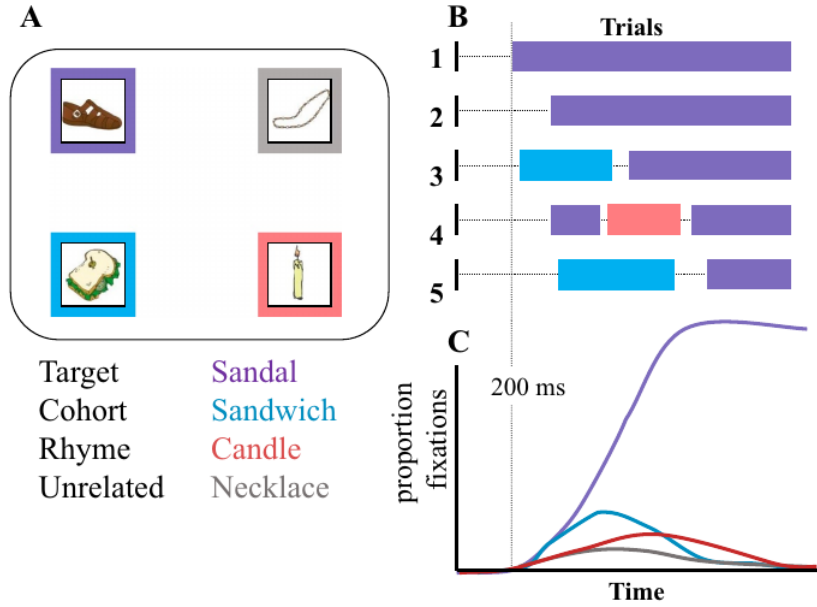 A
Target Sandal
Cohort Sandwich
Rhyme Candle
Unrelated Necklace
B
Trials
1
2
3
4
5
C
200 ms
proportion
fixations
Time